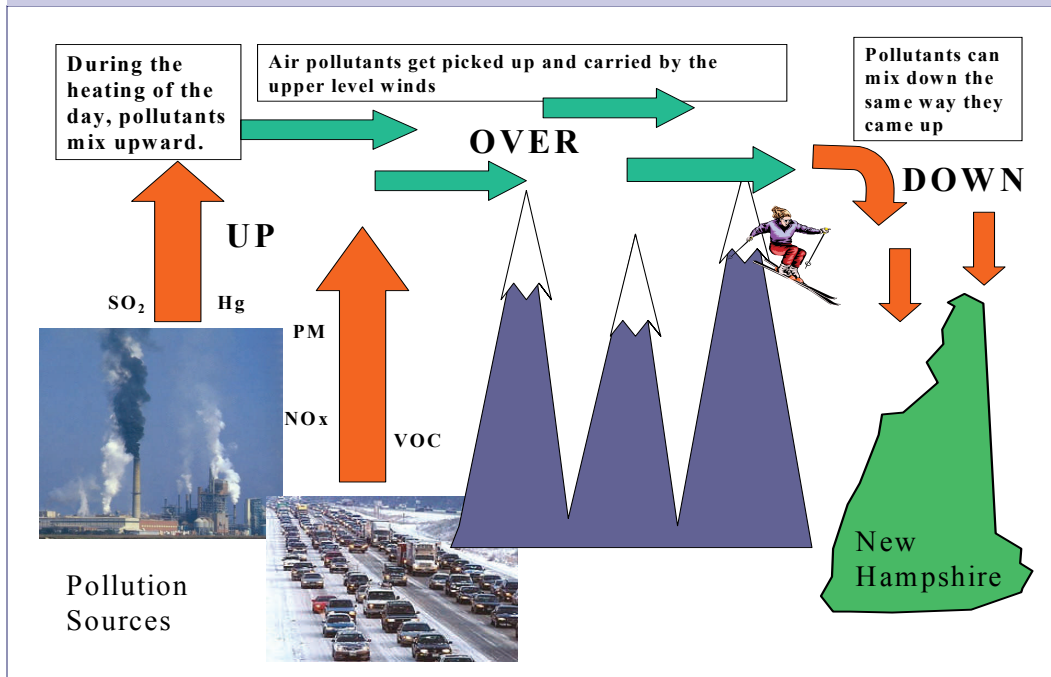 During the
heating of the
day, pollutants
mix upward.
Air pollutants get picked up and carried by the
upper level winds
Pollutants can
mix down the
same way they
came up
OVER
DOWN
UP
SO₂
Hg
PM
NOx
VOC
New
Hampshire
Pollution
Sources